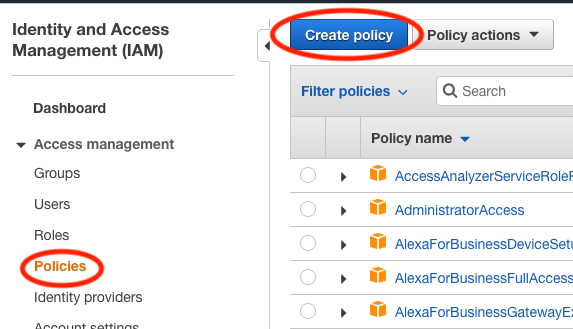 Identity and Access
Management (IAM)
Dashboard
Access management
Groups
Users
Roles
Policies
Identity providers
Account settings
Create policy
Policy actions
Filter policies
Search
Policy name
AccessAnalyzerServiceRoleP
AdministratorAccess
AlexaForBusinessDeviceSetu
AlexaForBusinessFullAccess
AlexaForBusinessGatewayEx